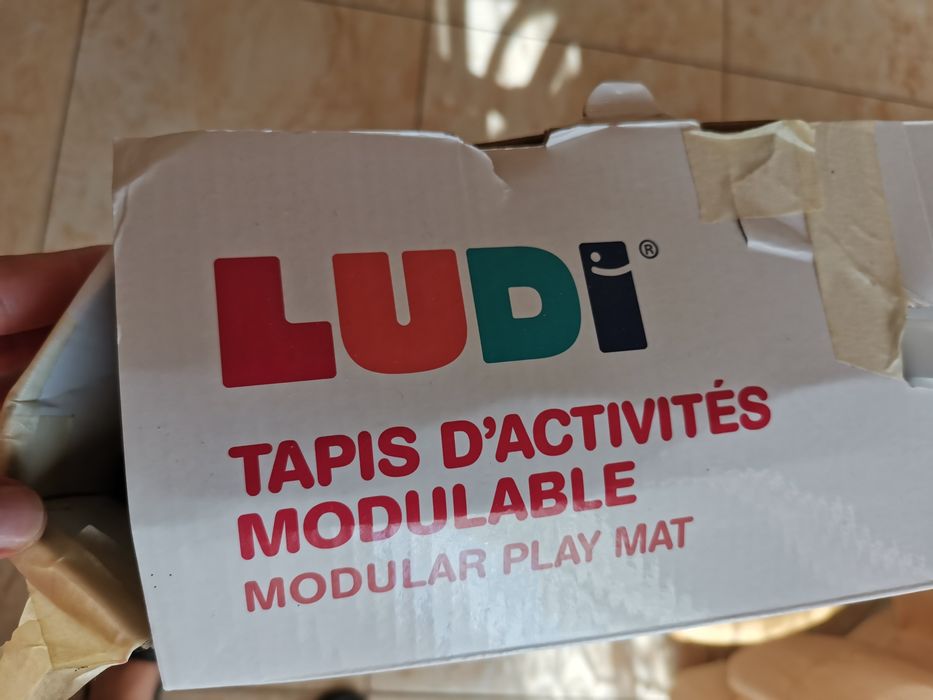 LUDi®
TAPIS D'ACTIVITÉS
MODULABLE
MODULAR PLAY MAT